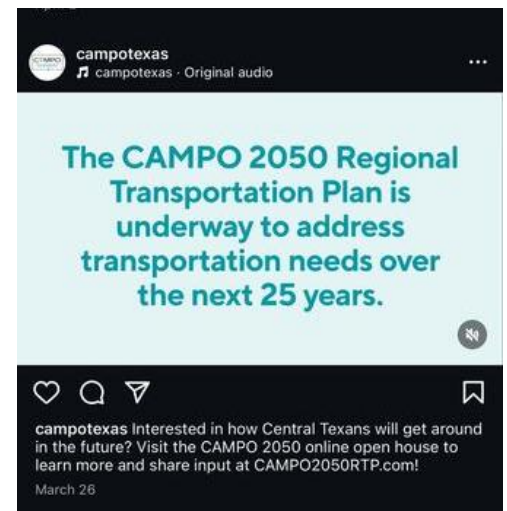 campotexas
campotexas · Original audio
The CAMPO 2050 Regional
Transportation Plan is
underway to address
transportation needs over
the next 25 years.
campotexas Interested in how Central Texans will get around
in the future? Visit the CAMPO 2050 online open house to
learn more and share input at CAMPO2050RTP.com!
March 26